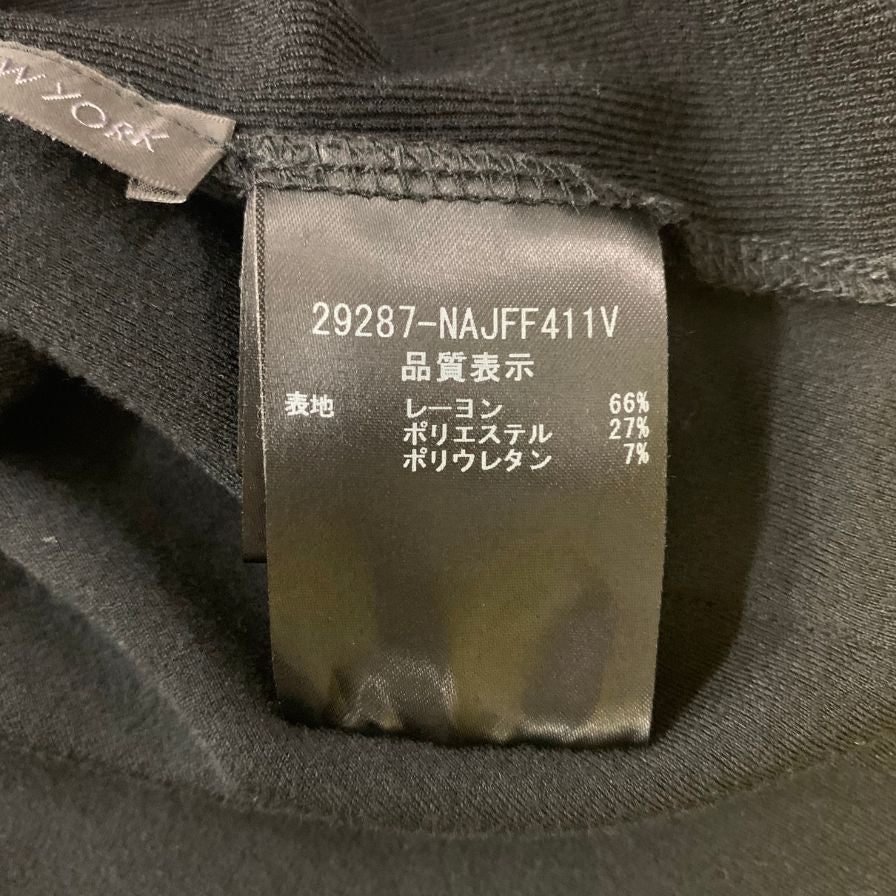 W YORK
29287-NAJFF411V
品質表示
表地 レーヨン 66%
ポリエステル 27%
ポリウレタン 7%